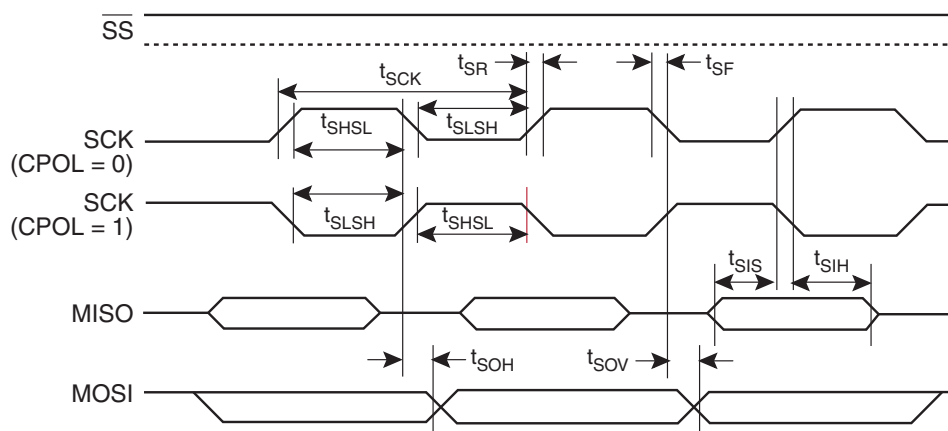 SS
tSCK
tSR
tSF
tSHSL
tSLSH
SCK
(CPOL = 0)
SCK
(CPOL = 1)
tSLSH
tSHSL
tSIS
tSIH
MISO
tSOH
tSOV
MOSI